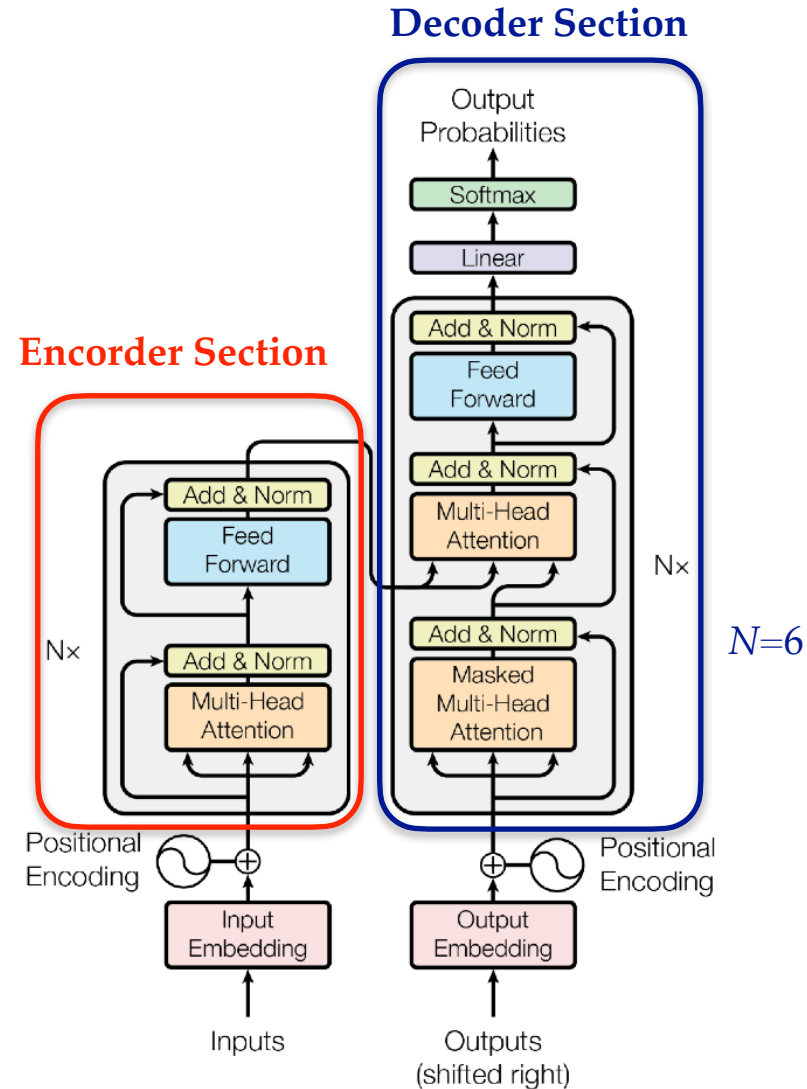 Decoder Section
Output
Probabilities
Softmax
Linear
Add & Norm
Feed
Forward
Add & Norm
Multi-Head
Attention
Nx
Add & Norm
Masked
Multi-Head
Attention
N=6
Encorder Section
Add & Norm
Feed
Forward
Nx
Add & Norm
Multi-Head
Attention
Positional
Encoding
Input
Embedding
Inputs
Positional
Encoding
Output
Embedding
Outputs
(shifted right)